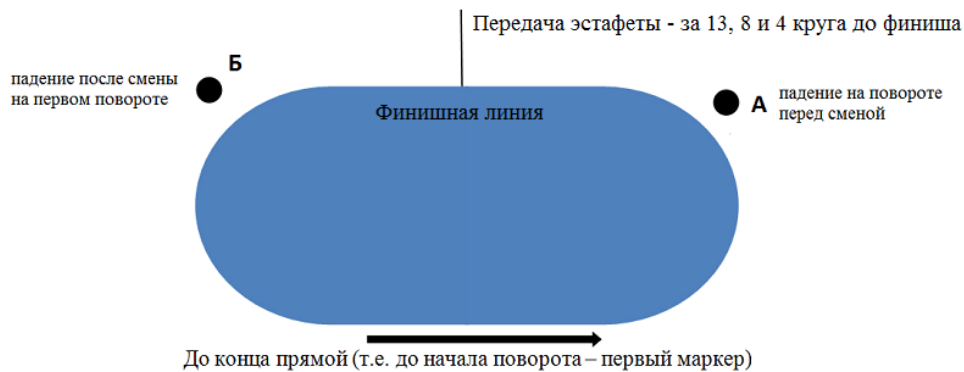 Передача эстафеты - за 13, 8 и 4 круга до финиша
Б
падение после смены
на первом повороте
Финишная линия
А
падение на повороте
перед сменой
До конца прямой (т.е. до начала поворота – первый маркер)